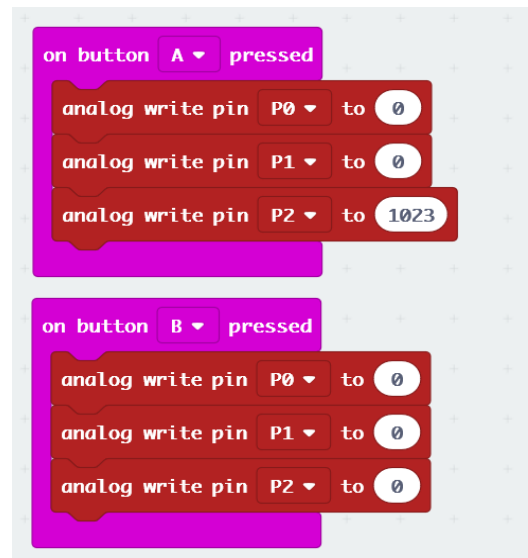 on button A pressed
analog write pin P0 to 0
analog write pin P1 to 0
analog write pin P2 to 1023
on button B pressed
analog write pin P0 to 0
analog write pin P1 to 0
analog write pin P2 to 0